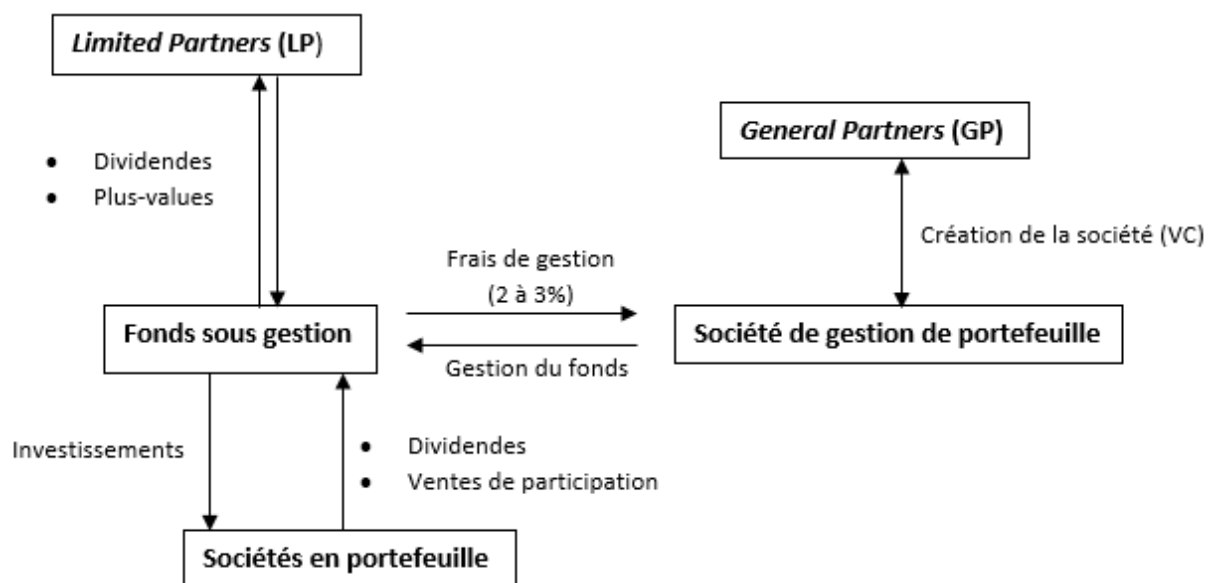 Limited Partners (LP)
General Partners (GP)
• Dividendes
• Plus-values
Création de la société (VC)
Frais de gestion
(2 à 3%)
Fonds sous gestion
Société de gestion de portefeuille
Gestion du fonds
Investissements
• Dividendes
• Ventes de participation
Sociétés en portefeuille